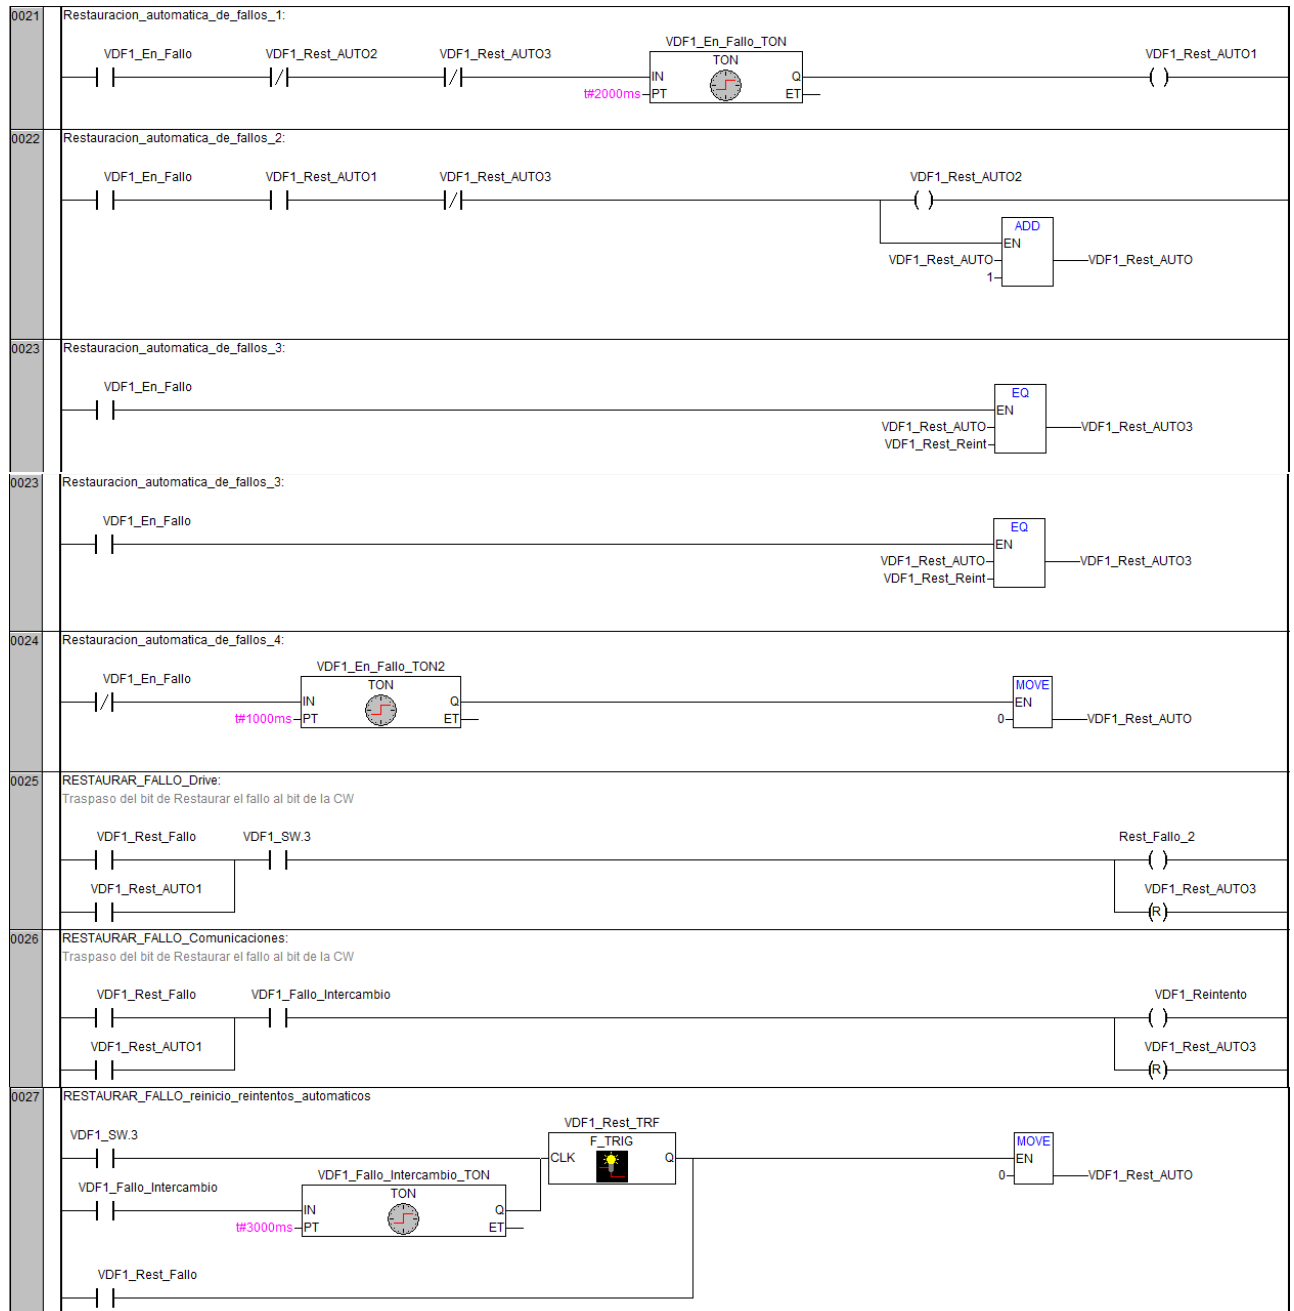 0021 Restauracion_automatica_de_fallos_1:
VDF1_En_Fallo VDF1_Rest_AUTO2 VDF1_Rest_AUTO3 VDF1_En_Fallo_TON VDF1_Rest_AUTO1
TON
IN Q
t#2000ms PT ET
0022 Restauracion_automatica_de_fallos_2:
VDF1_En_Fallo VDF1_Rest_AUTO1 VDF1_Rest_AUTO3 VDF1_Rest_AUTO2
ADD
EN
VDF1_Rest_AUTO VDF1_Rest_AUTO
1
0023 Restauracion_automatica_de_fallos_3:
VDF1_En_Fallo
EQ
EN
VDF1_Rest_AUTO VDF1_Rest_AUTO3
VDF1_Rest_Reint
0023 Restauracion_automatica_de_fallos_3:
VDF1_En_Fallo
EQ
EN
VDF1_Rest_AUTO VDF1_Rest_AUTO3
VDF1_Rest_Reint
0024 Restauracion_automatica_de_fallos_4:
VDF1_En_Fallo VDF1_En_Fallo_TON2
TON MOVE
IN Q EN
t#1000ms PT ET 0 VDF1_Rest_AUTO
0025 RESTAURAR_FALLO_Drive:
Traspaso del bit de Restaurar el fallo al bit de la CW
VDF1_Rest_Fallo VDF1_SW.3 Rest_Fallo_2
VDF1_Rest_AUTO1 VDF1_Rest_AUTO3
R
0026 RESTAURAR_FALLO_Comunicaciones:
Traspaso del bit de Restaurar el fallo al bit de la CW
VDF1_Rest_Fallo VDF1_Fallo_Intercambio VDF1_Reintento
VDF1_Rest_AUTO1 VDF1_Rest_AUTO3
R
0027 RESTAURAR_FALLO_reinicio_reintentos_automaticos
VDF1_SW.3 VDF1_Rest_TRF
F_TRIG MOVE
CLK Q EN
0 VDF1_Rest_AUTO
VDF1_Fallo_Intercambio VDF1_Fallo_Intercambio_TON
TON
IN Q
t#3000ms PT ET
VDF1_Rest_Fallo